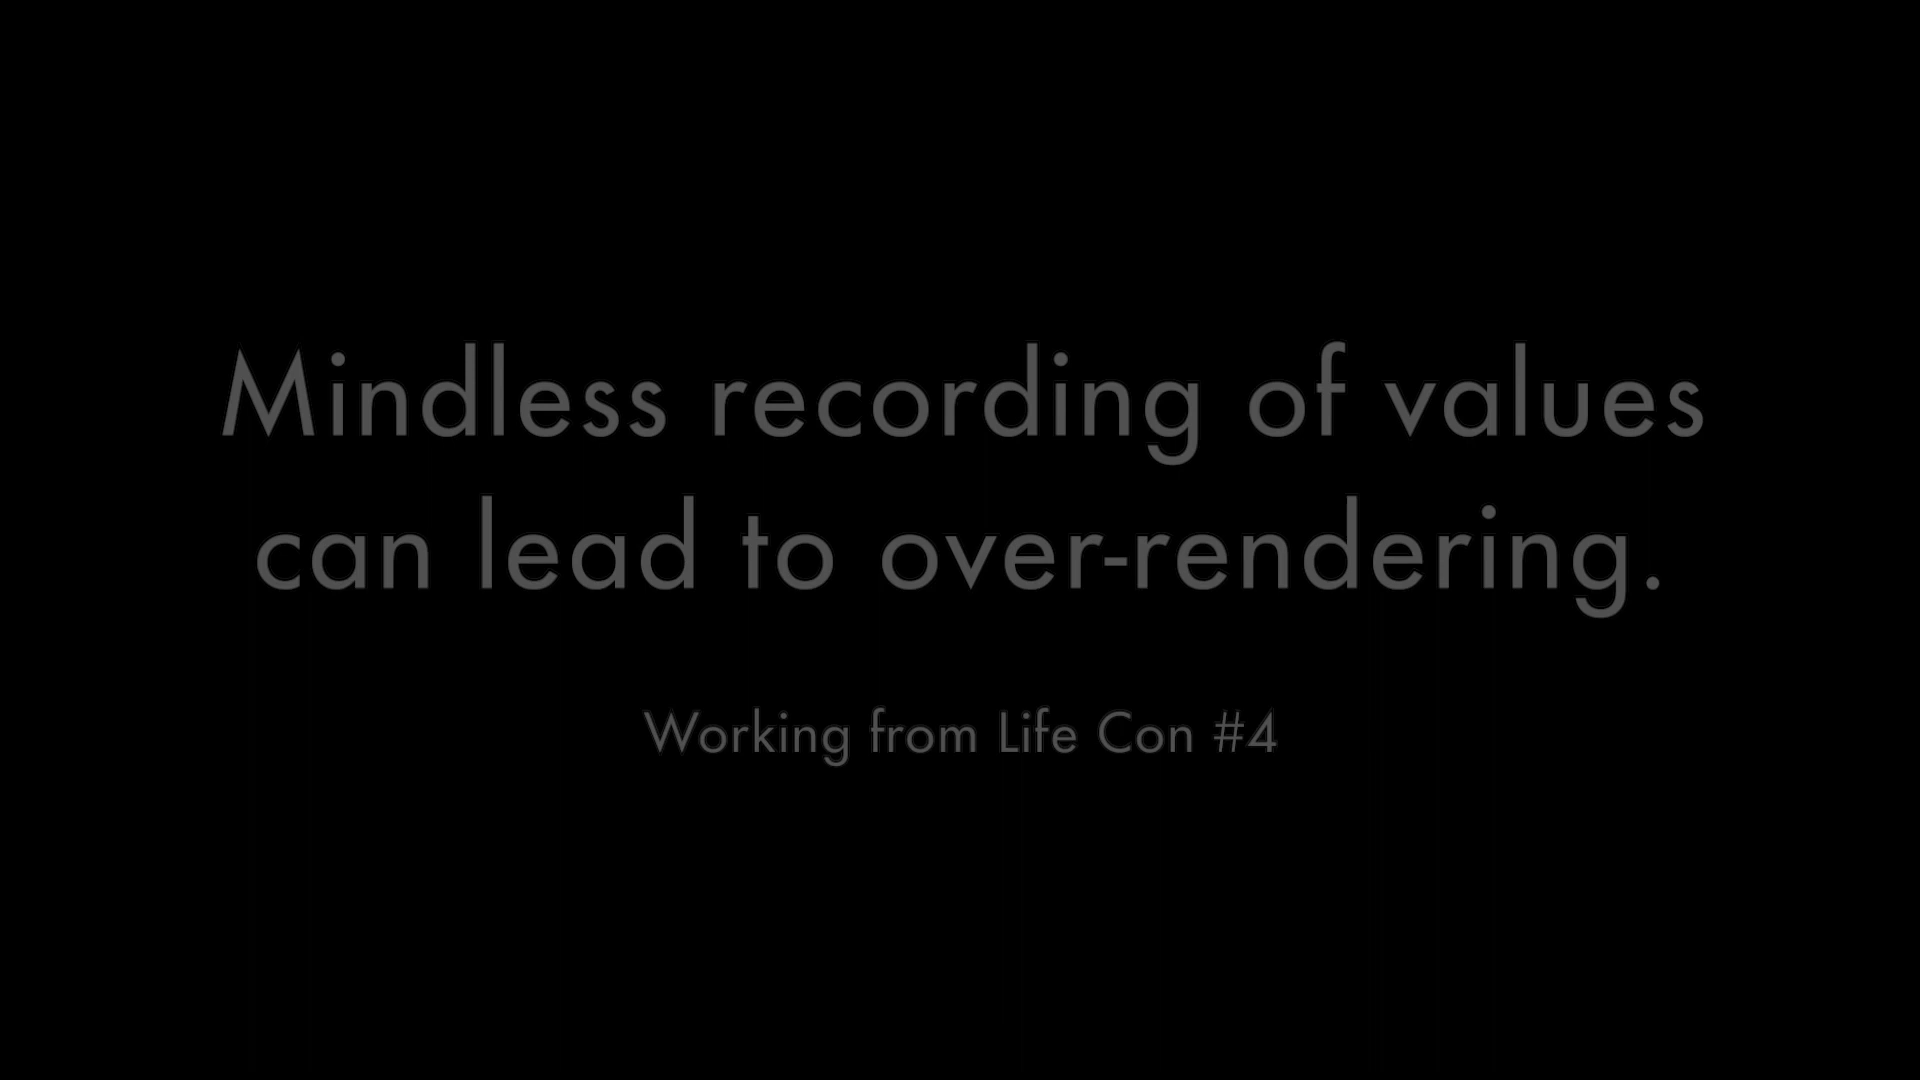 Mindless recording of values
can lead to over-rendering.
Working from Life Con #4